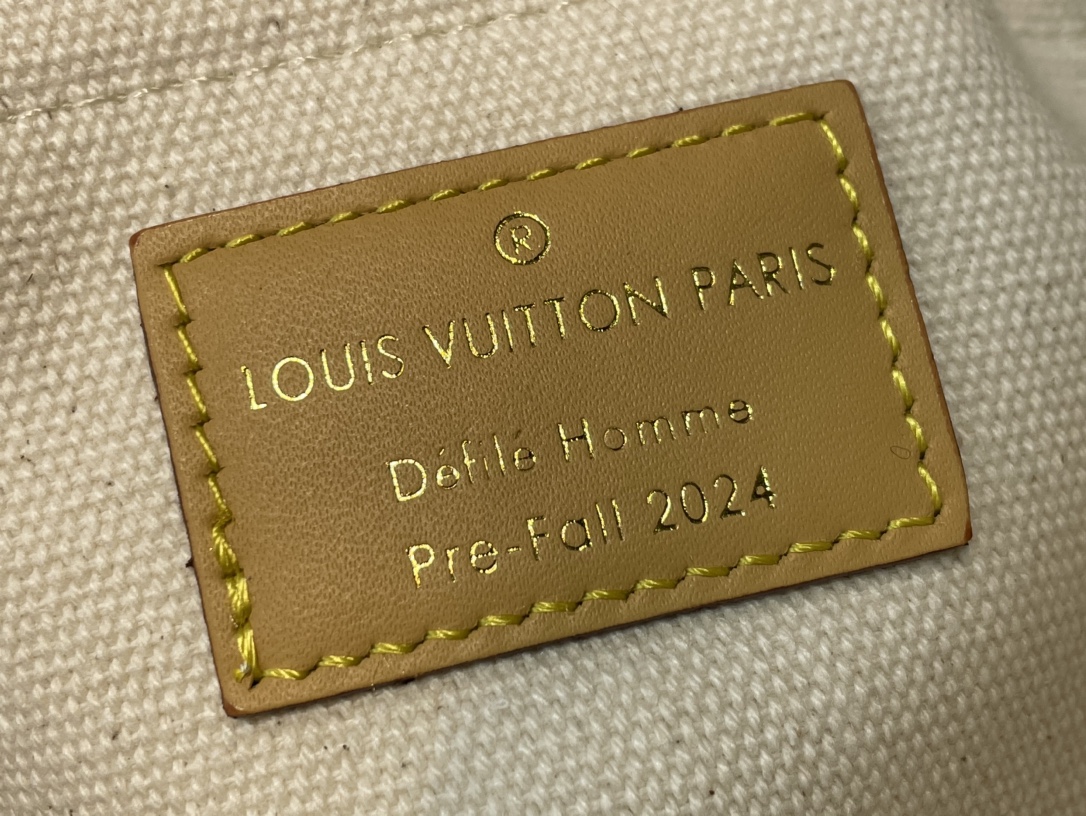 ®
LOUIS VUITTON PARIS
Défilé Homme
Pre-Fall 2024